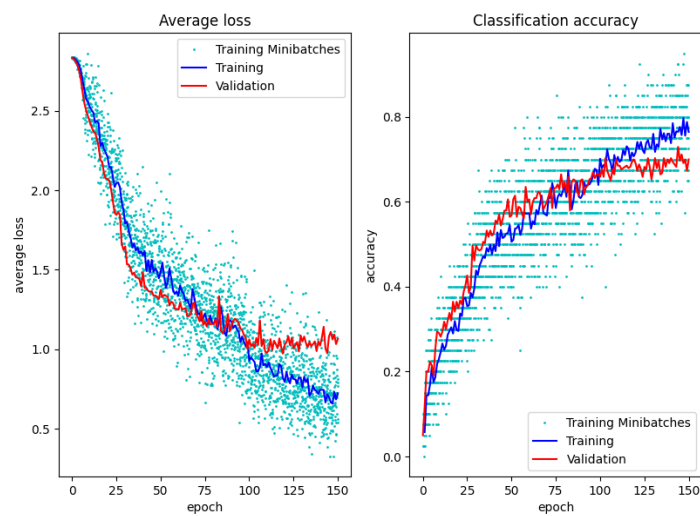 Average loss
Training Minibatches
Training
Validation
2.5
2.0
1.5
1.0
0.5
average loss
0
25
50
75
100
125
150
epoch
Classification accuracy
0.8
0.6
0.4
0.2
0.0
accuracy
Training Minibatches
Training
Validation
0
25
50
75
100
125
150
epoch